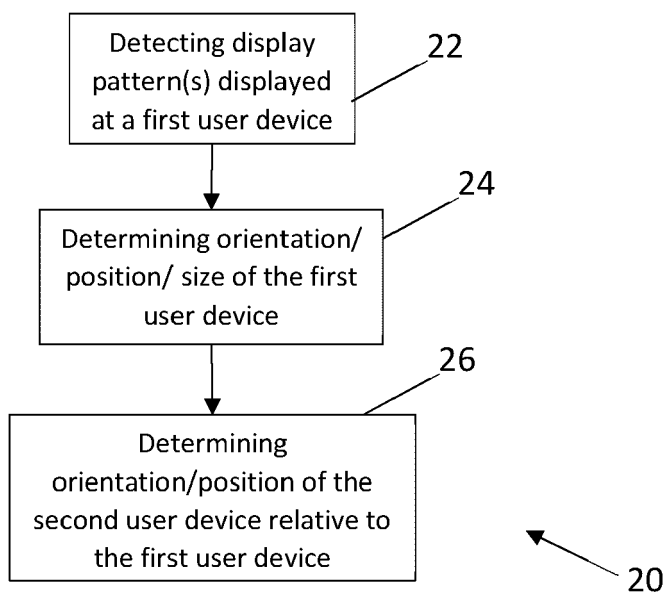 Detecting display
pattern(s) displayed
at a first user device
22
24
Determining orientation/
position/ size of the first
user device
26
Determining
orientation/position of the
second user device relative to
the first user device
20